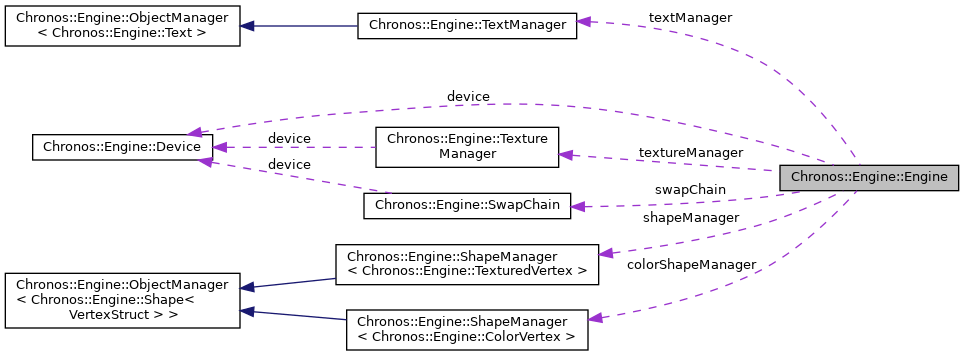 Chronos::Engine::ObjectManager
< Chronos::Engine::Text >
Chronos::Engine::TextManager
textManager
device
Chronos::Engine::Device
device
Chronos::Engine::Texture
Manager
textureManager
Chronos::Engine::Engine
device
Chronos::Engine::SwapChain
swapChain
shapeManager
Chronos::Engine::ShapeManager
< Chronos::Engine::TexturedVertex >
colorShapeManager
Chronos::Engine::ObjectManager
< Chronos::Engine::Shape<
VertexStruct > >
Chronos::Engine::ShapeManager
< Chronos::Engine::ColorVertex >